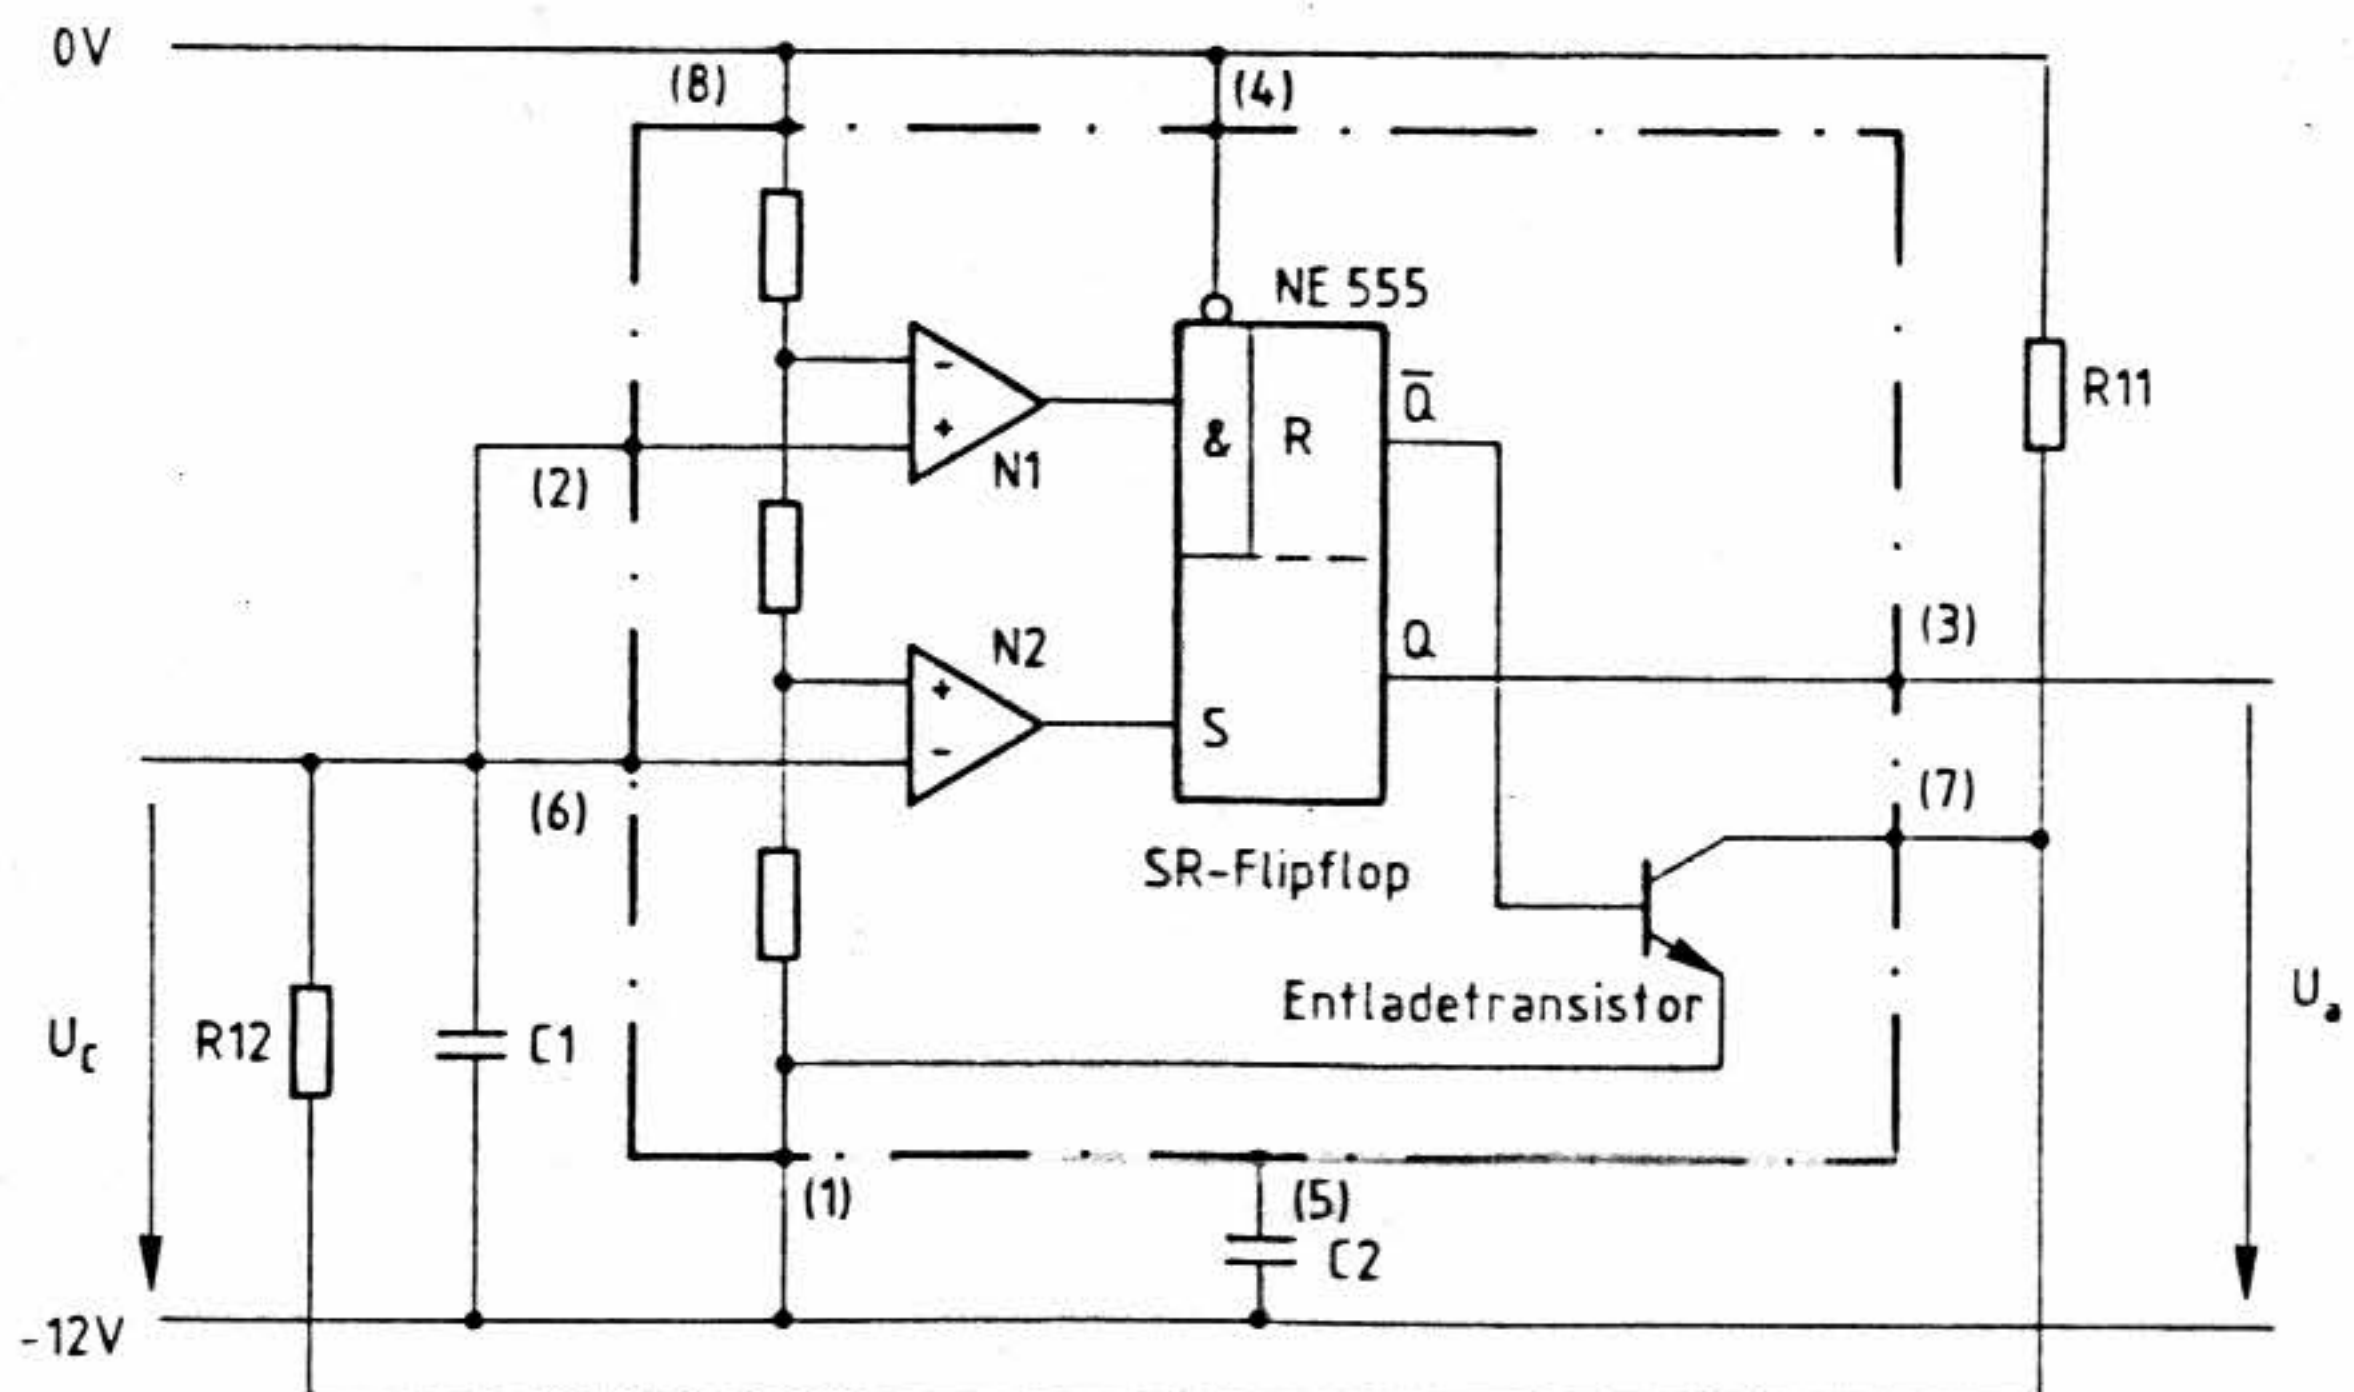 0V
(8)
(4)
NE 555
-
+
N1
(2)
&
R
Q̅
R11
N2
+
-
S
Q
(3)
(6)
(7)
SR-Flipflop
Entladetransistor
Uc
R12
C1
Ua
(1)
(5)
C2
-12V